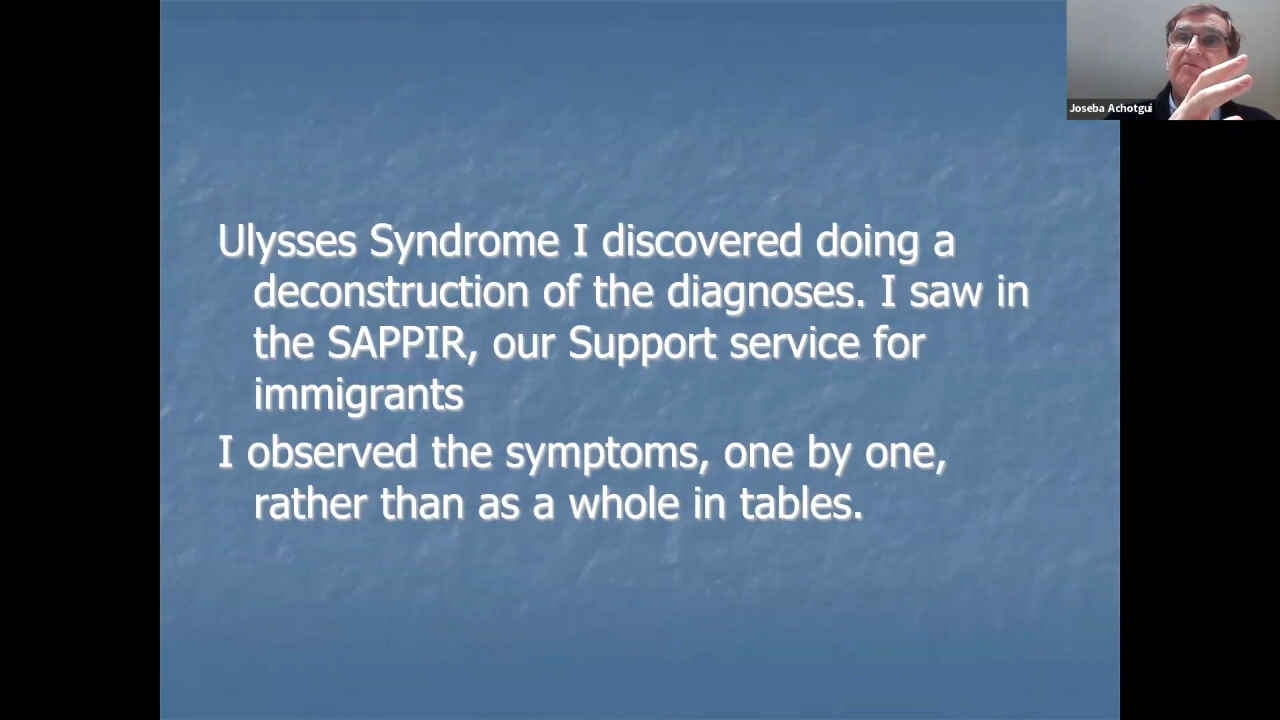 Joseba Achotgui
Ulysses Syndrome I discovered doing a
deconstruction of the diagnoses. I saw in
the SAPPIR, our Support service for
immigrants
I observed the symptoms, one by one,
rather than as a whole in tables.